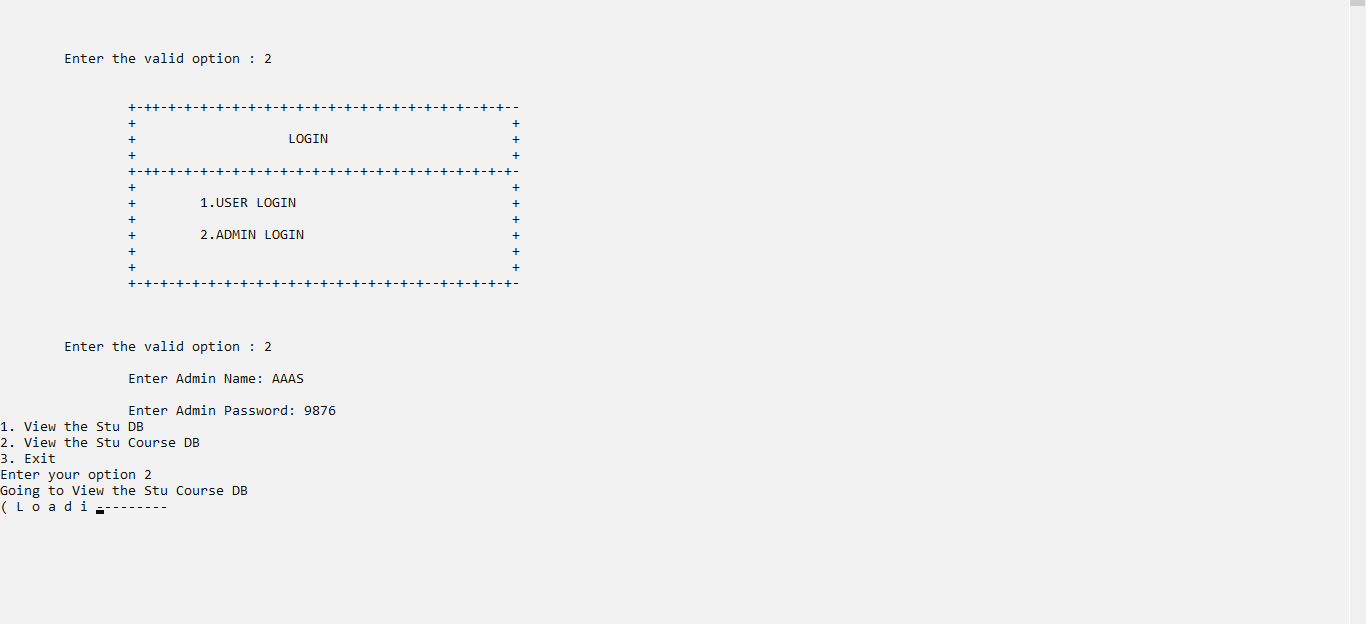 Enter the valid option : 2
+-++-+-+-+-+-+-+-+-+-+-+-+-+-+-+-+-+-+-+-+--+-+--
+ +
+ LOGIN +
+ +
+-++-+-+-+-+-+-+-+-+-+-+-+-+-+-+-+-+-+-+-+-+-+-+-
+ +
+ 1.USER LOGIN +
+ +
+ 2.ADMIN LOGIN +
+ +
+ +
+-+-+-+-+-+-+-+-+-+-+-+-+-+-+-+-+-+-+--+-+-+-+-+-
Enter the valid option : 2
Enter Admin Name: AAAS
Enter Admin Password: 9876
1. View the Stu DB
2. View the Stu Course DB
3. Exit
Enter your option 2
Going to View the Stu Course DB
( L o a d i ---------